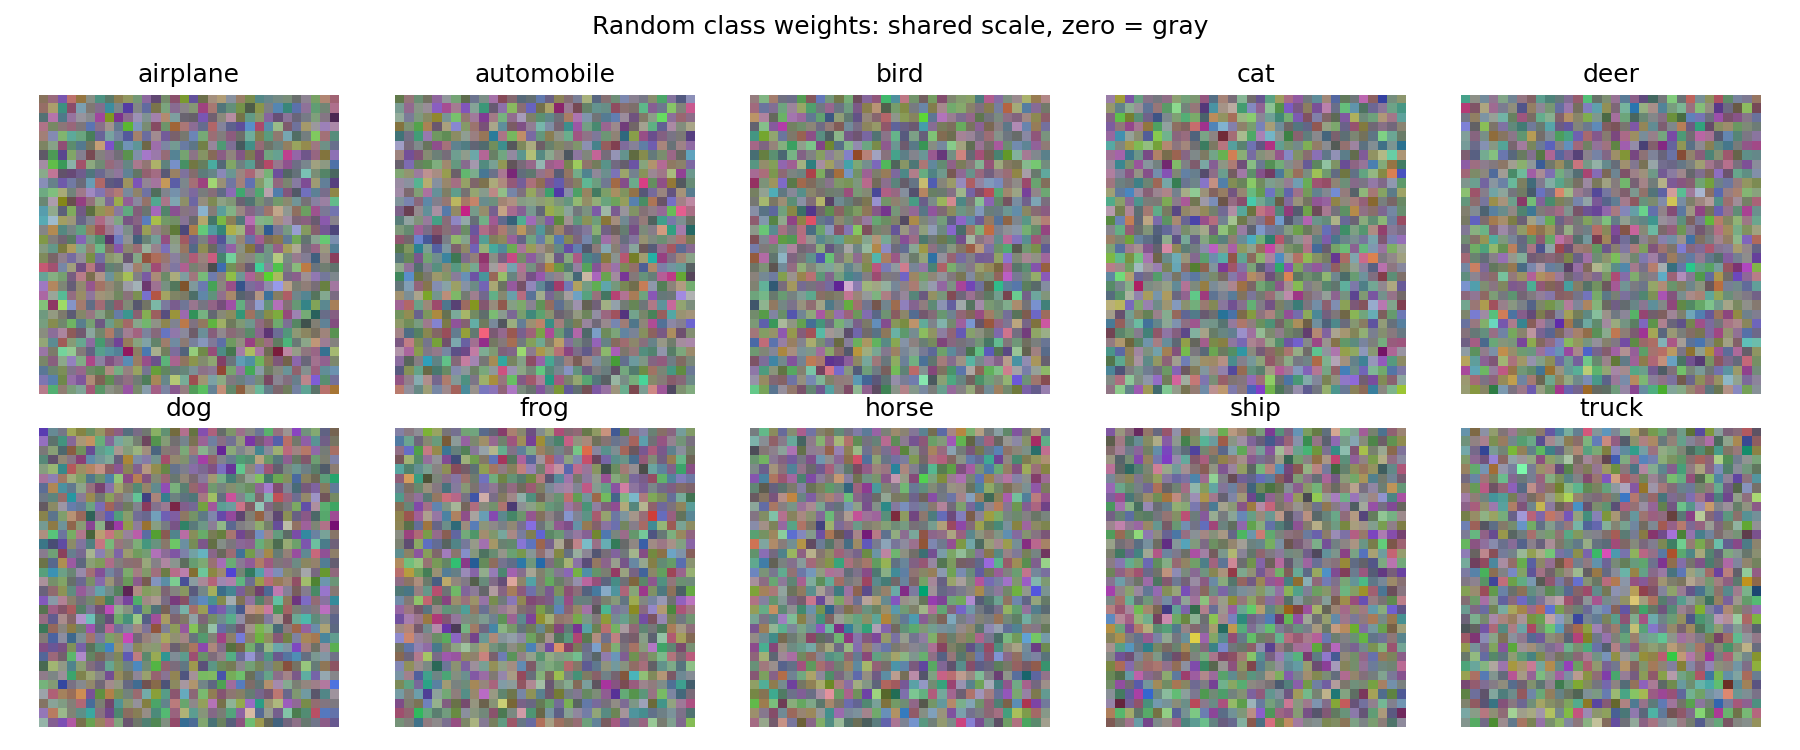 Random class weights: shared scale, zero = gray
airplane automobile bird cat deer
dog frog horse ship truck